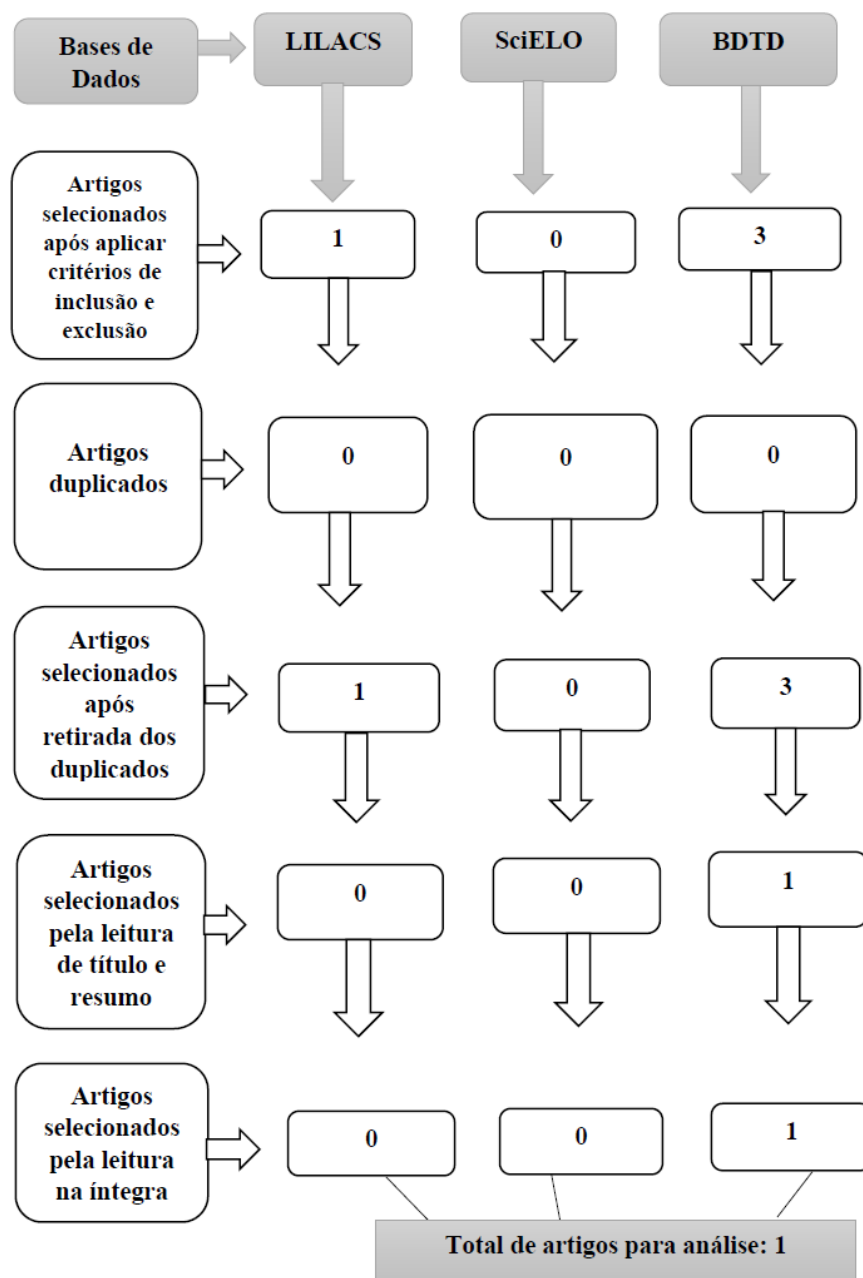 Bases de
Dados
LILACS
SciELO
BDTD
Artigos
selecionados
após aplicar
critérios de
inclusão e
exclusão
1
0
3
Artigos
duplicados
0
0
0
Artigos
selecionados
após
retirada dos
duplicados
1
0
3
Artigos
selecionados
pela leitura
de título e
resumo
0
0
1
Artigos
selecionados
pela leitura
na íntegra
0
0
1
Total de artigos para análise: 1